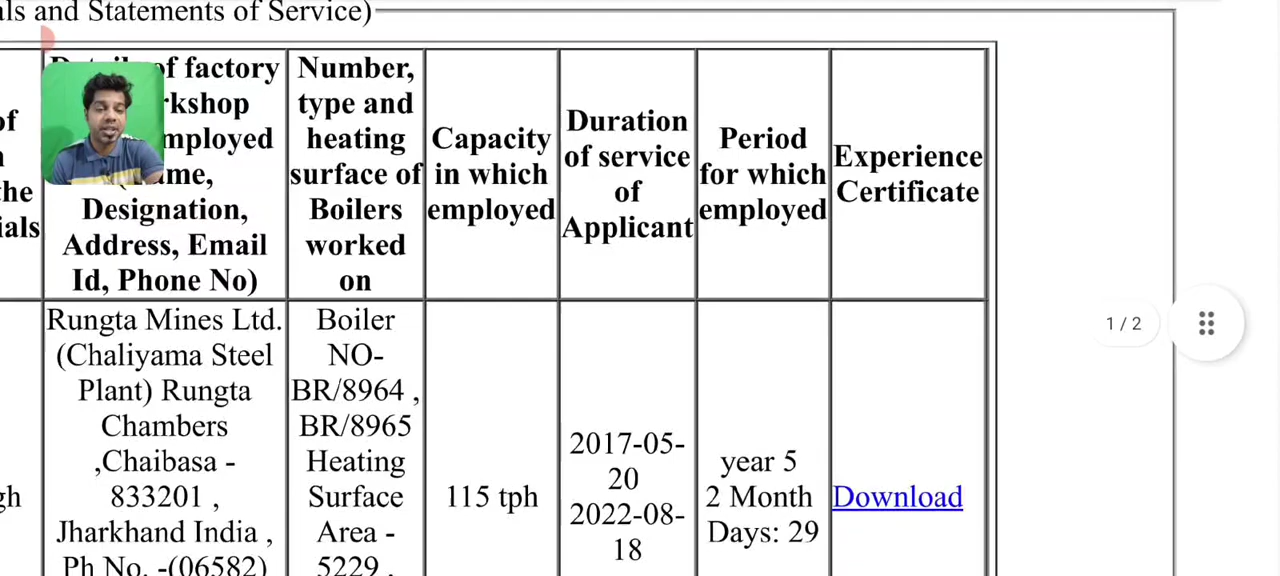 als and Statements of Service)
of
the
ials
of factory
rkshop
mployed
ame,
Designation,
Address, Email
Id, Phone No)
Number,
type and
heating
surface of
Boilers
worked
on
Capacity
in which
employed
Duration
of service
of
Applicant
Period
for which
employed
Experience
Certificate
gh
Rungta Mines Ltd.
(Chaliyama Steel
Plant) Rungta
Chambers
,Chaibasa -
833201 ,
Jharkhand India ,
Ph No. -(06582)
Boiler
NO-
BR/8964 ,
BR/8965
Heating
Surface
Area -
5229 ,
115 tph
2017-05-
20
2022-08-
18
year 5
2 Month
Days: 29
Download
1 / 2